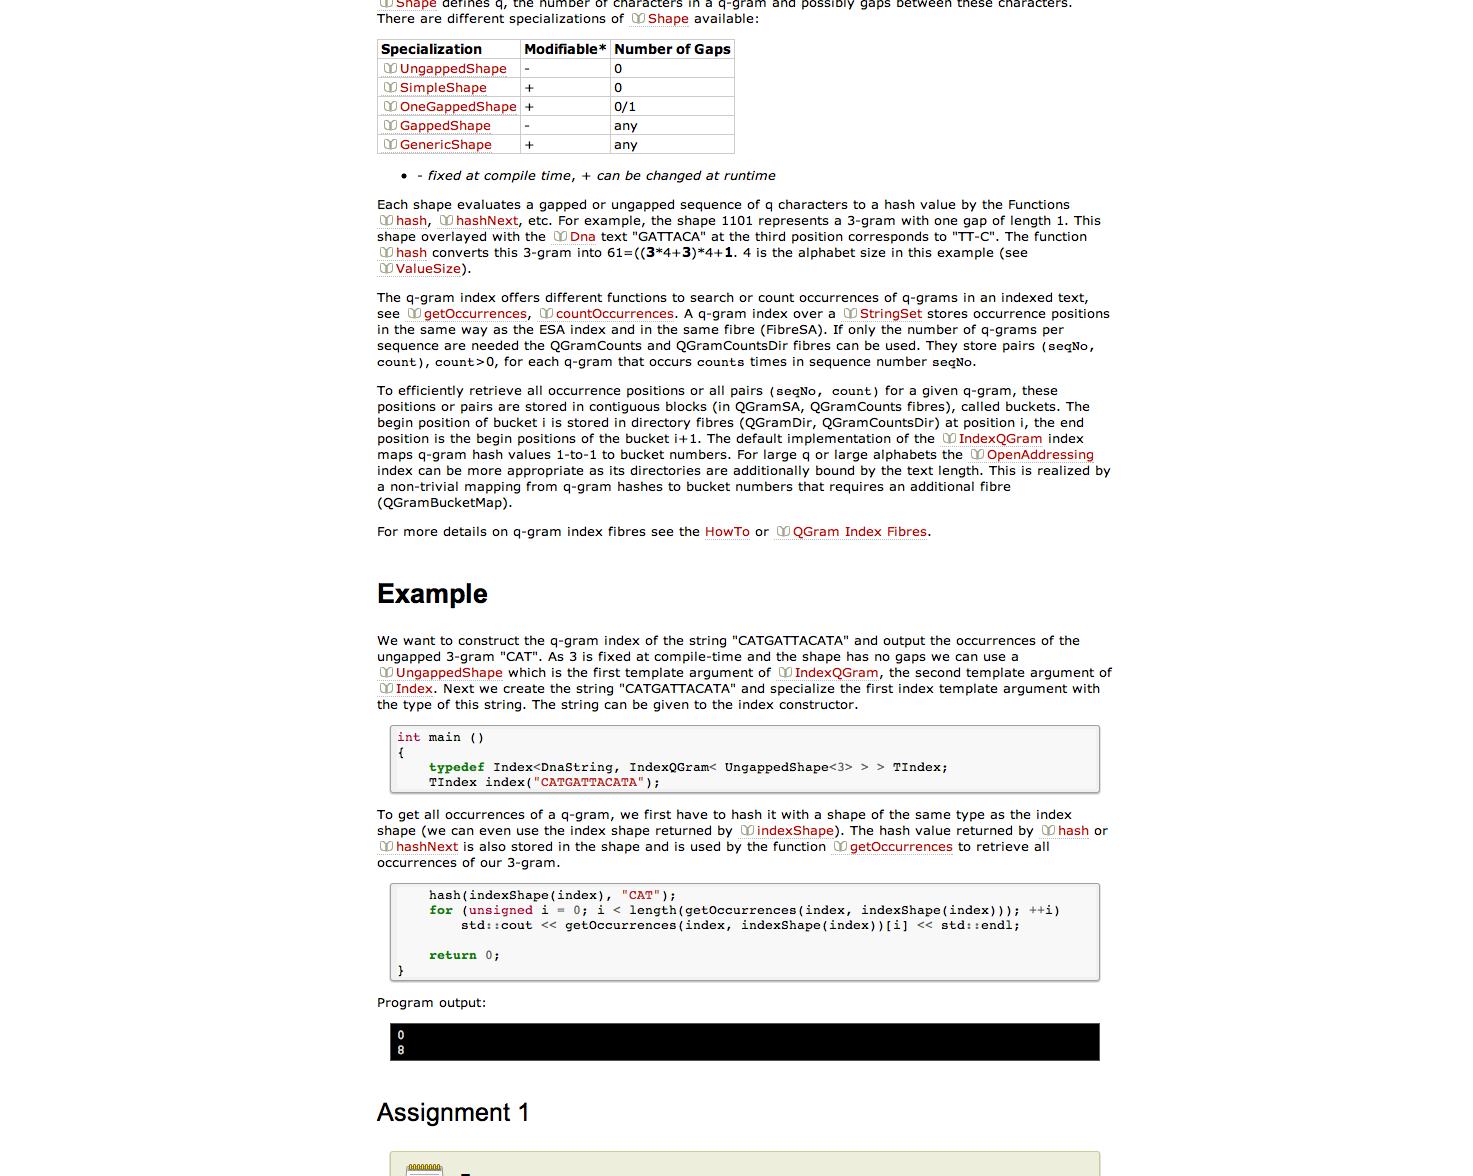 Shape defines q, the number of characters in a q-gram and possibly gaps between these characters.
There are different specializations of Shape available:
Specialization Modifiable* Number of Gaps
UngappedShape - 0
SimpleShape + 0
OneGappedShape + 0/1
GappedShape - any
GenericShape + any
• - fixed at compile time, + can be changed at runtime
Each shape evaluates a gapped or ungapped sequence of q characters to a hash value by the Functions
hash, hashNext, etc. For example, the shape 1101 represents a 3-gram with one gap of length 1. This
shape overlayed with the Dna text "GATTACA" at the third position corresponds to "TT-C". The function
hash converts this 3-gram into 61=((3*4+3)*4+1. 4 is the alphabet size in this example (see
ValueSize).
The q-gram index offers different functions to search or count occurrences of q-grams in an indexed text,
see getOccurrences, countOccurrences. A q-gram index over a StringSet stores occurrence positions
in the same way as the ESA index and in the same fibre (FibreSA). If only the number of q-grams per
sequence are needed the QGramCounts and QGramCountsDir fibres can be used. They store pairs (seqNo,
count), count>0, for each q-gram that occurs counts times in sequence number seqNo.
To efficiently retrieve all occurrence positions or all pairs (seqNo, count) for a given q-gram, these
positions or pairs are stored in contiguous blocks (in QGramSA, QGramCounts fibres), called buckets. The
begin position of bucket i is stored in directory fibres (QGramDir, QGramCountsDir) at position i, the end
position is the begin positions of the bucket i+1. The default implementation of the IndexQGram index
maps q-gram hash values 1-to-1 to bucket numbers. For large q or large alphabets the OpenAddressing
index can be more appropriate as its directories are additionally bound by the text length. This is realized by
a non-trivial mapping from q-gram hashes to bucket numbers that requires an additional fibre
(QGramBucketMap).
For more details on q-gram index fibres see the HowTo or QGram Index Fibres.
Example
We want to construct the q-gram index of the string "CATGATTACATA" and output the occurrences of the
ungapped 3-gram "CAT". As 3 is fixed at compile-time and the shape has no gaps we can use a
UngappedShape which is the first template argument of IndexQGram, the second template argument of
Index. Next we create the string "CATGATTACATA" and specialize the first index template argument with
the type of this string. The string can be given to the index constructor.
int main ()
{
typedef Index<DnaString, IndexQGram< UngappedShape<3> > > TIndex;
TIndex index("CATGATTACATA");
To get all occurrences of a q-gram, we first have to hash it with a shape of the same type as the index
shape (we can even use the index shape returned by indexShape). The hash value returned by hash or
hashNext is also stored in the shape and is used by the function getOccurrences to retrieve all
occurrences of our 3-gram.
hash(indexShape(index), "CAT");
for (unsigned i = 0; i < length(getOccurrences(index, indexShape(index))); ++i)
std::cout << getOccurrences(index, indexShape(index))[i] << std::endl;
return 0;
}
Program output:
0
8
Assignment 1